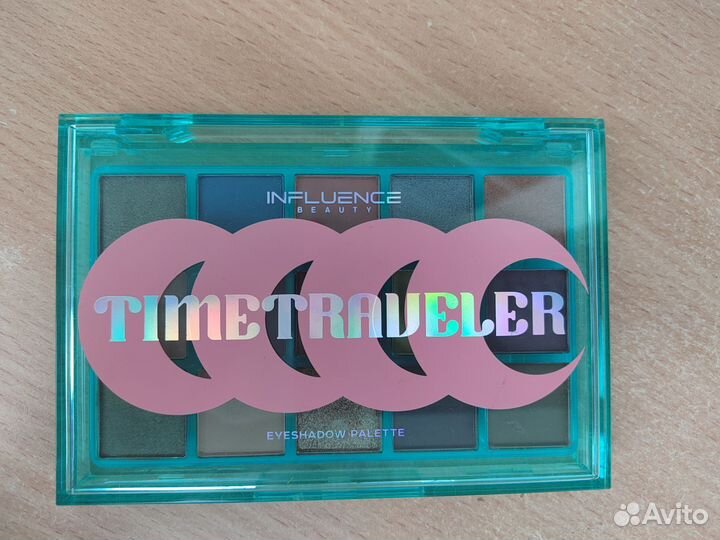 INFLUENCE
BEAUTY
TIMETRAVELER
EYESHADOW PALETTE
Avito